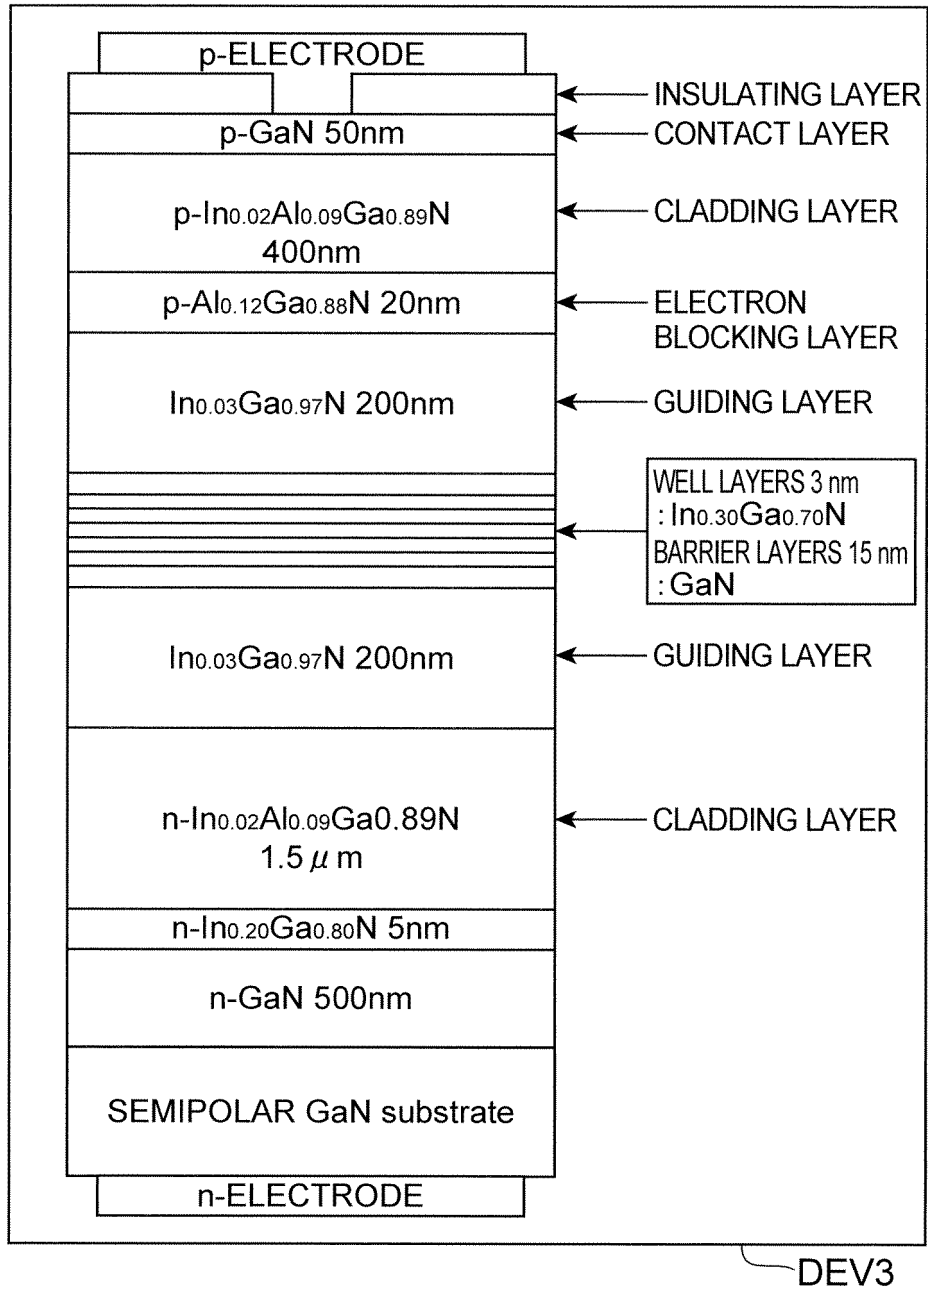 p-ELECTRODE
INSULATING LAYER
p-GaN 50nm
CONTACT LAYER
p-In0.02Al0.09Ga0.89N
400nm
CLADDING LAYER
p-Al0.12Ga0.88N 20nm
ELECTRON
BLOCKING LAYER
In0.03Ga0.97N 200nm
GUIDING LAYER
WELL LAYERS 3 nm
: In0.30Ga0.70N
BARRIER LAYERS 15 nm
: GaN
In0.03Ga0.97N 200nm
GUIDING LAYER
n-In0.02Al0.09Ga0.89N
1.5 μ m
CLADDING LAYER
n-In0.20Ga0.80N 5nm
n-GaN 500nm
SEMIPOLAR GaN substrate
n-ELECTRODE
DEV3